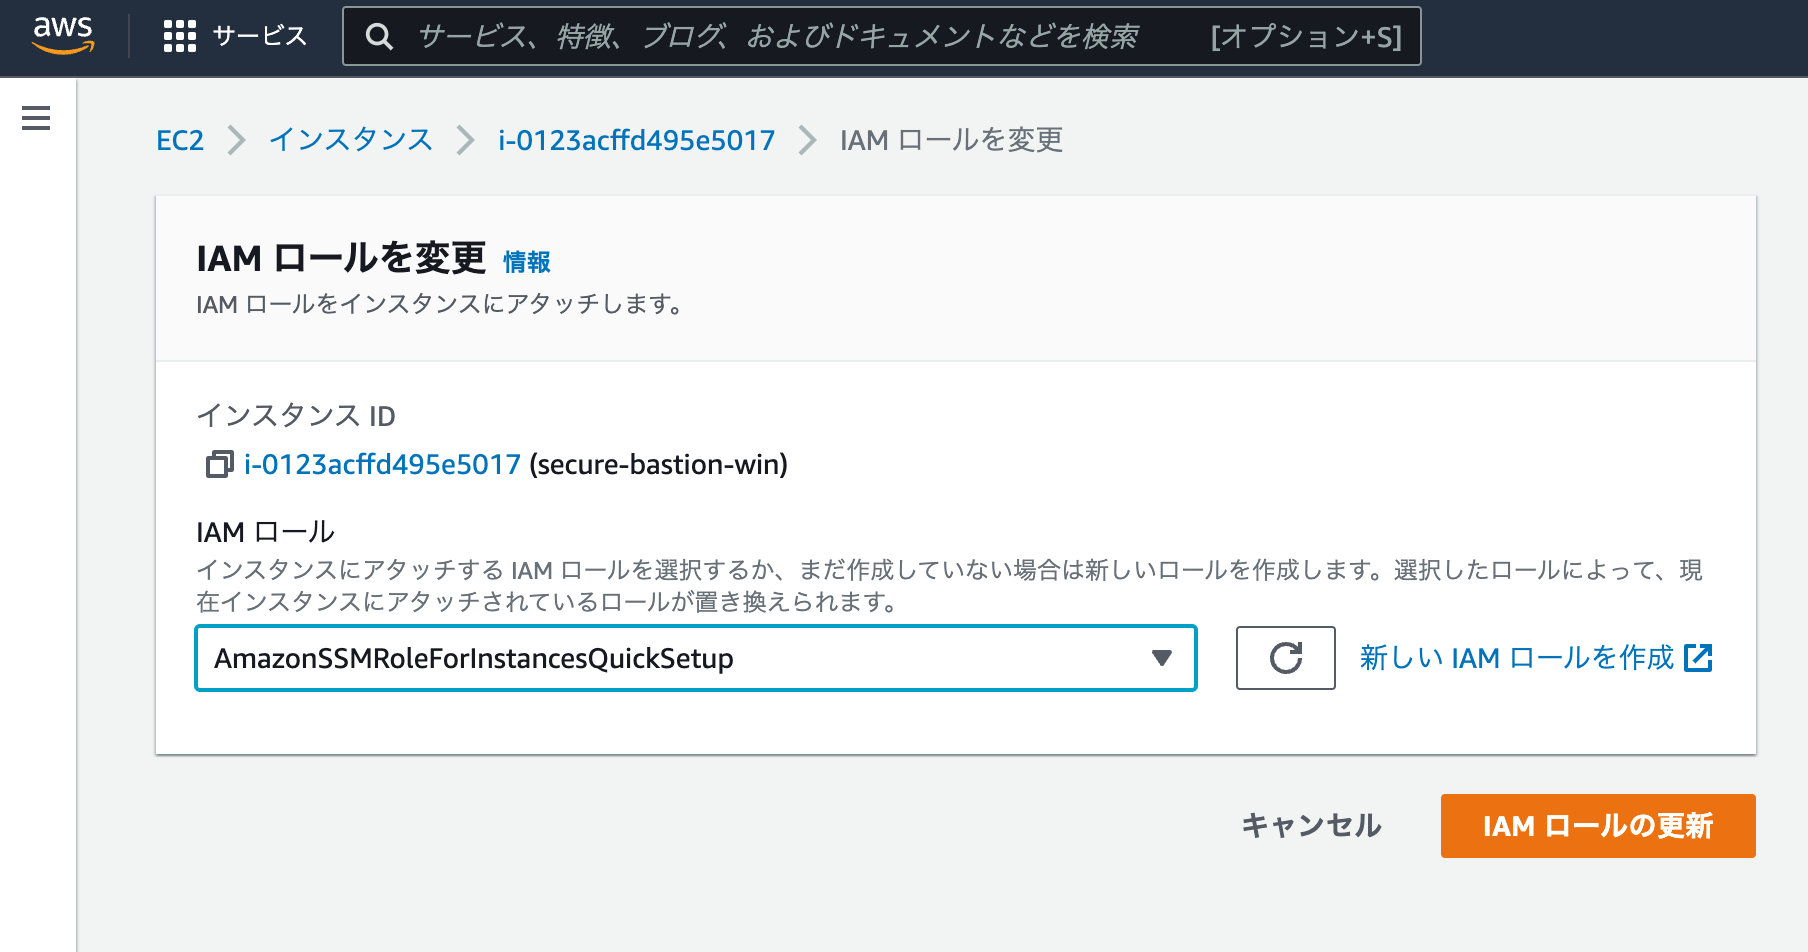 aws
サービス
サービス、特徴、ブログ、およびドキュメントなどを検索
[オプション+S]
EC2 インスタンス i-0123acffd495e5017 IAM ロールを変更
IAM ロールを変更 情報
IAM ロールをインスタンスにアタッチします。
インスタンス ID
i-0123acffd495e5017 (secure-bastion-win)
IAM ロール
インスタンスにアタッチする IAM ロールを選択するか、まだ作成していない場合は新しいロールを作成します。選択したロールによって、現
在インスタンスにアタッチされているロールが置き換えられます。
AmazonSSMRoleForInstancesQuickSetup
新しい IAM ロールを作成
キャンセル
IAM ロールの更新